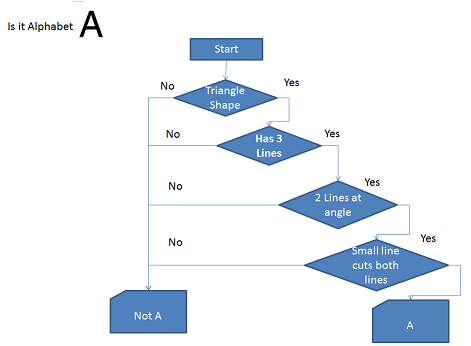 Is it Alphabet A
Start
No
Yes
Triangle
Shape
No
Yes
Has 3
Lines
No
Yes
2 Lines at
angle
No
Yes
Small line
cuts both
lines
Not A
A